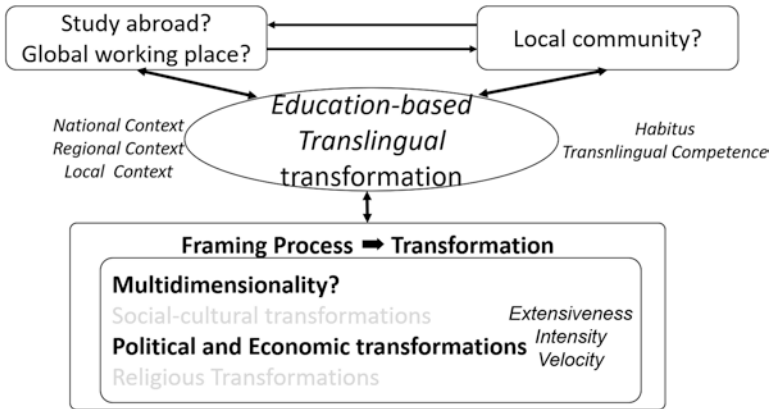 Study abroad?
Global working place?
Local community?
Education-based
Translingual
transformation
National Context
Regional Context
Local Context
Habitus
Transnlingual Competence
Framing Process ➡ Transformation
Multidimensionality?
Social-cultural transformations
Political and Economic transformations
Religious Transformations
Extensiveness
Intensity
Velocity